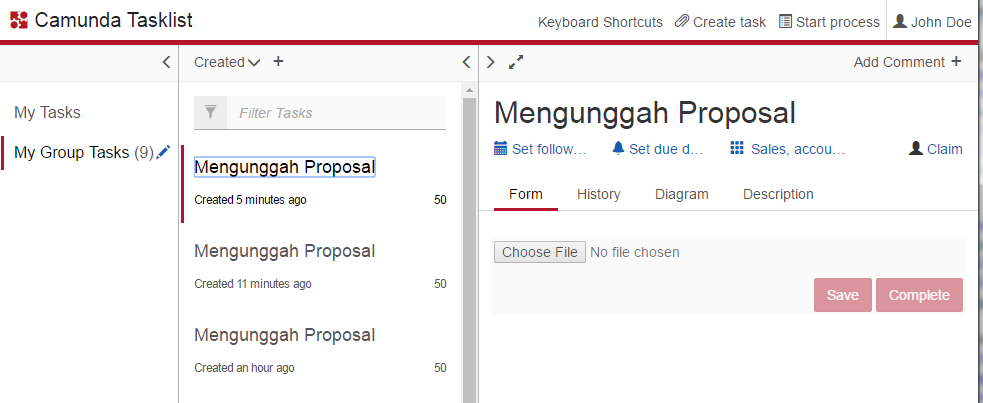 Camunda Tasklist
Keyboard Shortcuts Create task Start process John Doe
Created
Add Comment
My Tasks
My Group Tasks (9)
Filter Tasks
Mengunggah Proposal
Created 5 minutes ago 50
Mengunggah Proposal
Created 11 minutes ago 50
Mengunggah Proposal
Created an hour ago 50
Mengunggah Proposal
Set follow... Set due d... Sales, accou... Claim
Form History Diagram Description
Choose File No file chosen
Save Complete